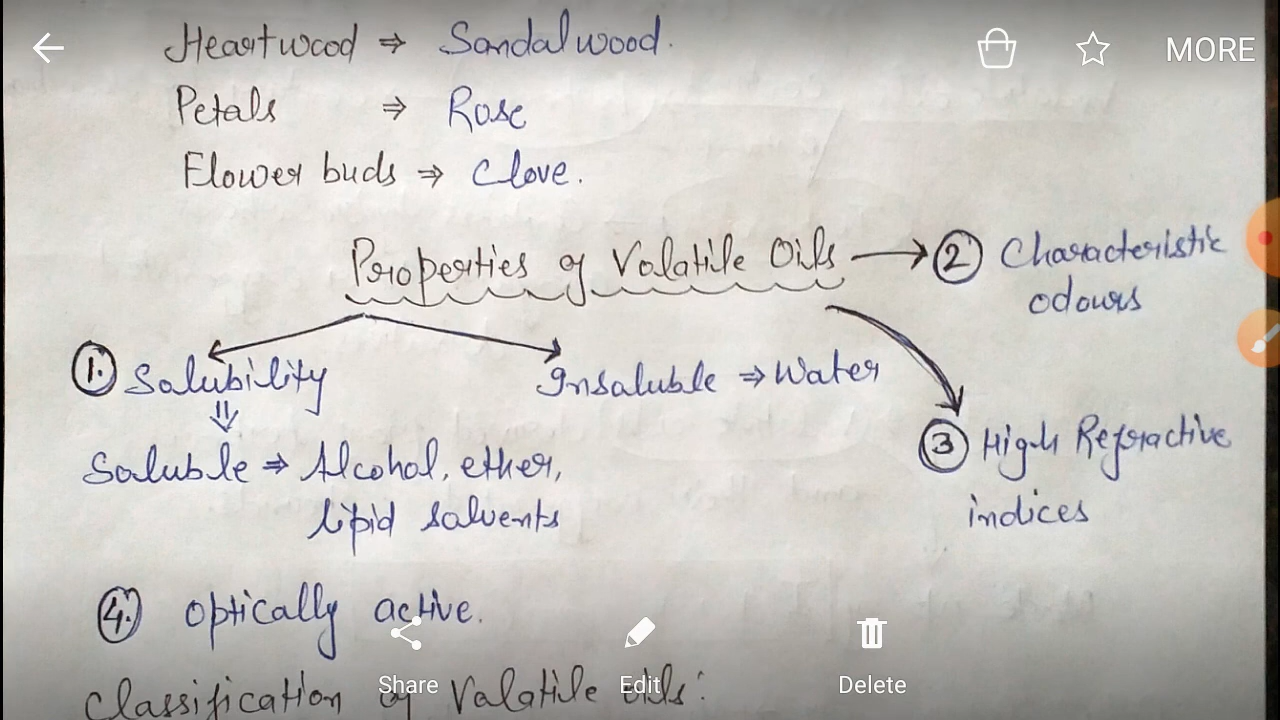 Heartwood ⇒ Sandalwood.
MORE
Petals ⇒ Rose
Flower buds ⇒ Clove.
Properties of Volatile Oils → 2 Characteristic
odours
1. Solubility
Insoluble ⇒ Water
⇓
3 High Refractive
indices
Soluble ⇒ Alcohol, ether,
lipid solvents
4. optically active.
Share Edit Delete
Classification of Volatile oils: